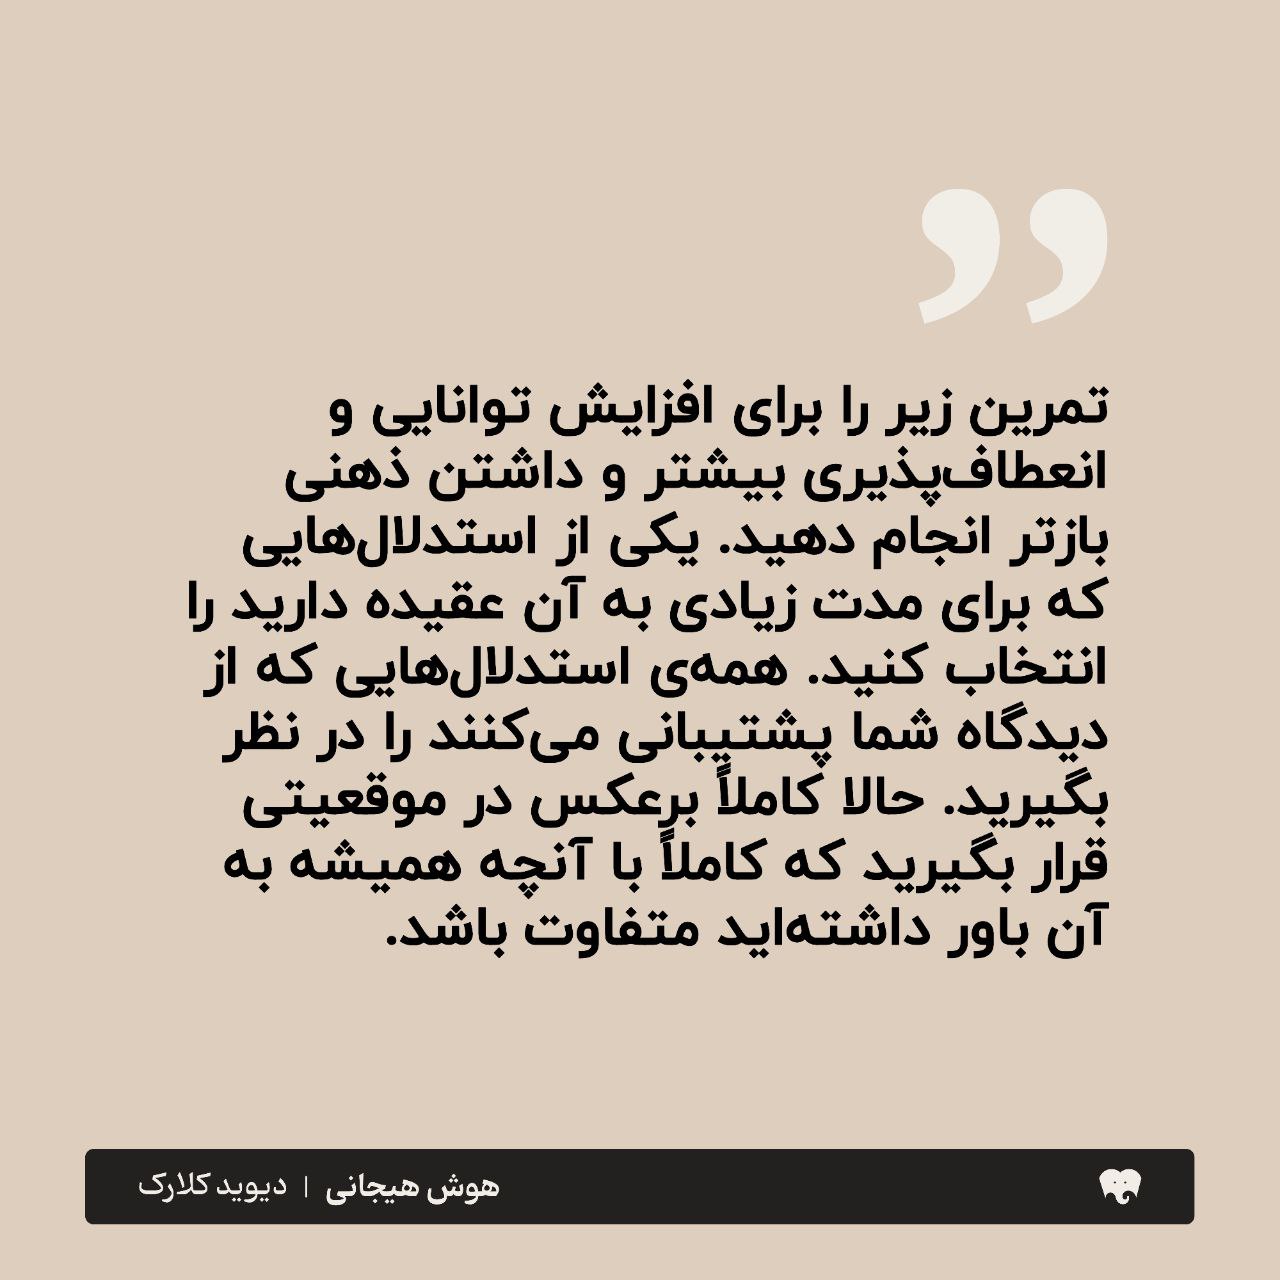 تمرین زیر را برای افزایش توانایی و
انعطاف‌پذیری بیشتر و داشتن ذهنی
بازتر انجام دهید. یکی از استدلال‌هایی
که برای مدت زیادی به آن عقیده دارید را
انتخاب کنید. همه‌ی استدلال‌هایی که از
دیدگاه شما پشتیبانی می‌کنند را در نظر
بگیرید. حالا کاملاً برعکس در موقعیتی
قرار بگیرید که کاملاً با آنچه همیشه به
آن باور داشته‌اید متفاوت باشد.
هوش هیجانی | دیوید کلارک